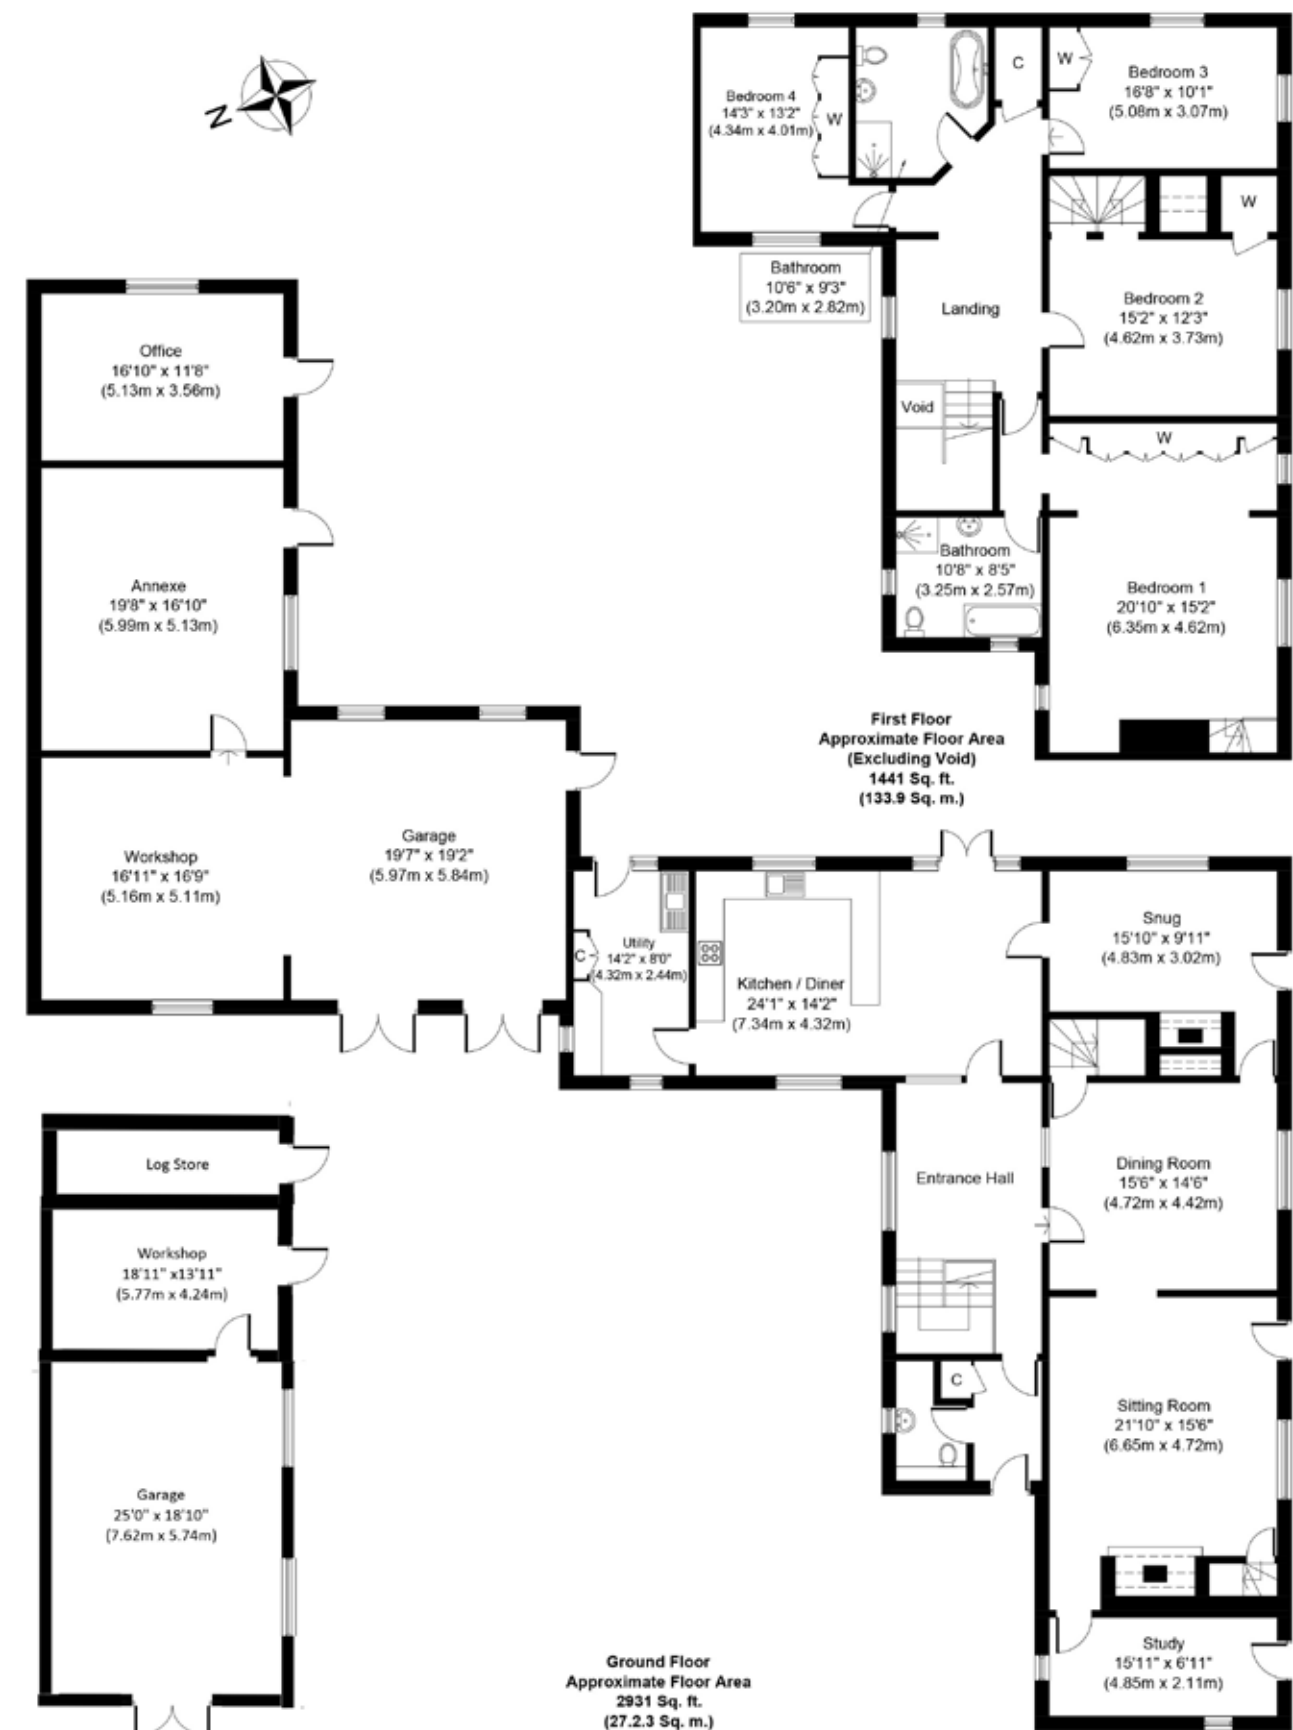 N
Bedroom 4
14'3" x 13'2"
(4.34m x 4.01m)
W
C
W
Bedroom 3
16'8" x 10'1"
(5.08m x 3.07m)
W
Bathroom
10'6" x 9'3"
(3.20m x 2.82m)
Landing
Bedroom 2
15'2" x 12'3"
(4.62m x 3.73m)
Void
W
Bathroom
10'8" x 8'5"
(3.25m x 2.57m)
Bedroom 1
20'10" x 15'2"
(6.35m x 4.62m)
First Floor
Approximate Floor Area
(Excluding Void)
1441 Sq. ft.
(133.9 Sq. m.)
Office
16'10" x 11'8"
(5.13m x 3.56m)
Annexe
19'8" x 16'10"
(5.99m x 5.13m)
Workshop
16'11" x 16'9"
(5.16m x 5.11m)
Garage
19'7" x 19'2"
(5.97m x 5.84m)
C
Utility
14'2" x 8'0"
(4.32m x 2.44m)
Kitchen / Diner
24'1" x 14'2"
(7.34m x 4.32m)
Snug
15'10" x 9'11"
(4.83m x 3.02m)
Entrance Hall
Dining Room
15'6" x 14'6"
(4.72m x 4.42m)
C
Sitting Room
21'10" x 15'6"
(6.65m x 4.72m)
Study
15'11" x 6'11"
(4.85m x 2.11m)
Log Store
Workshop
18'11" x13'11"
(5.77m x 4.24m)
Garage
25'0" x 18'10"
(7.62m x 5.74m)
Ground Floor
Approximate Floor Area
2931 Sq. ft.
(27.2.3 Sq. m.)